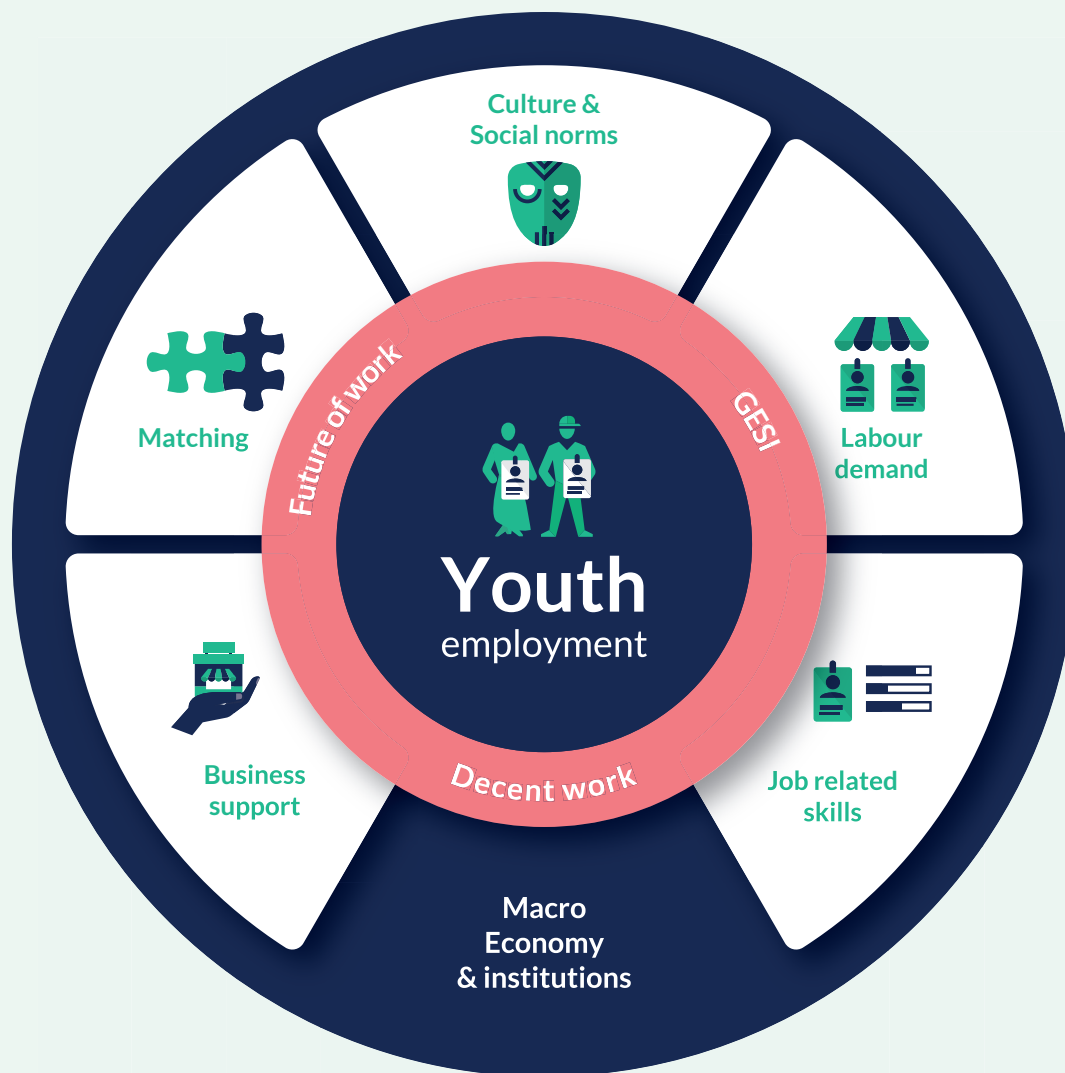 Culture &
Social norms
Matching
Labour
demand
Future of work
GESI
Youth
employment
Business
support
Job related
skills
Decent work
Macro
Economy
& institutions